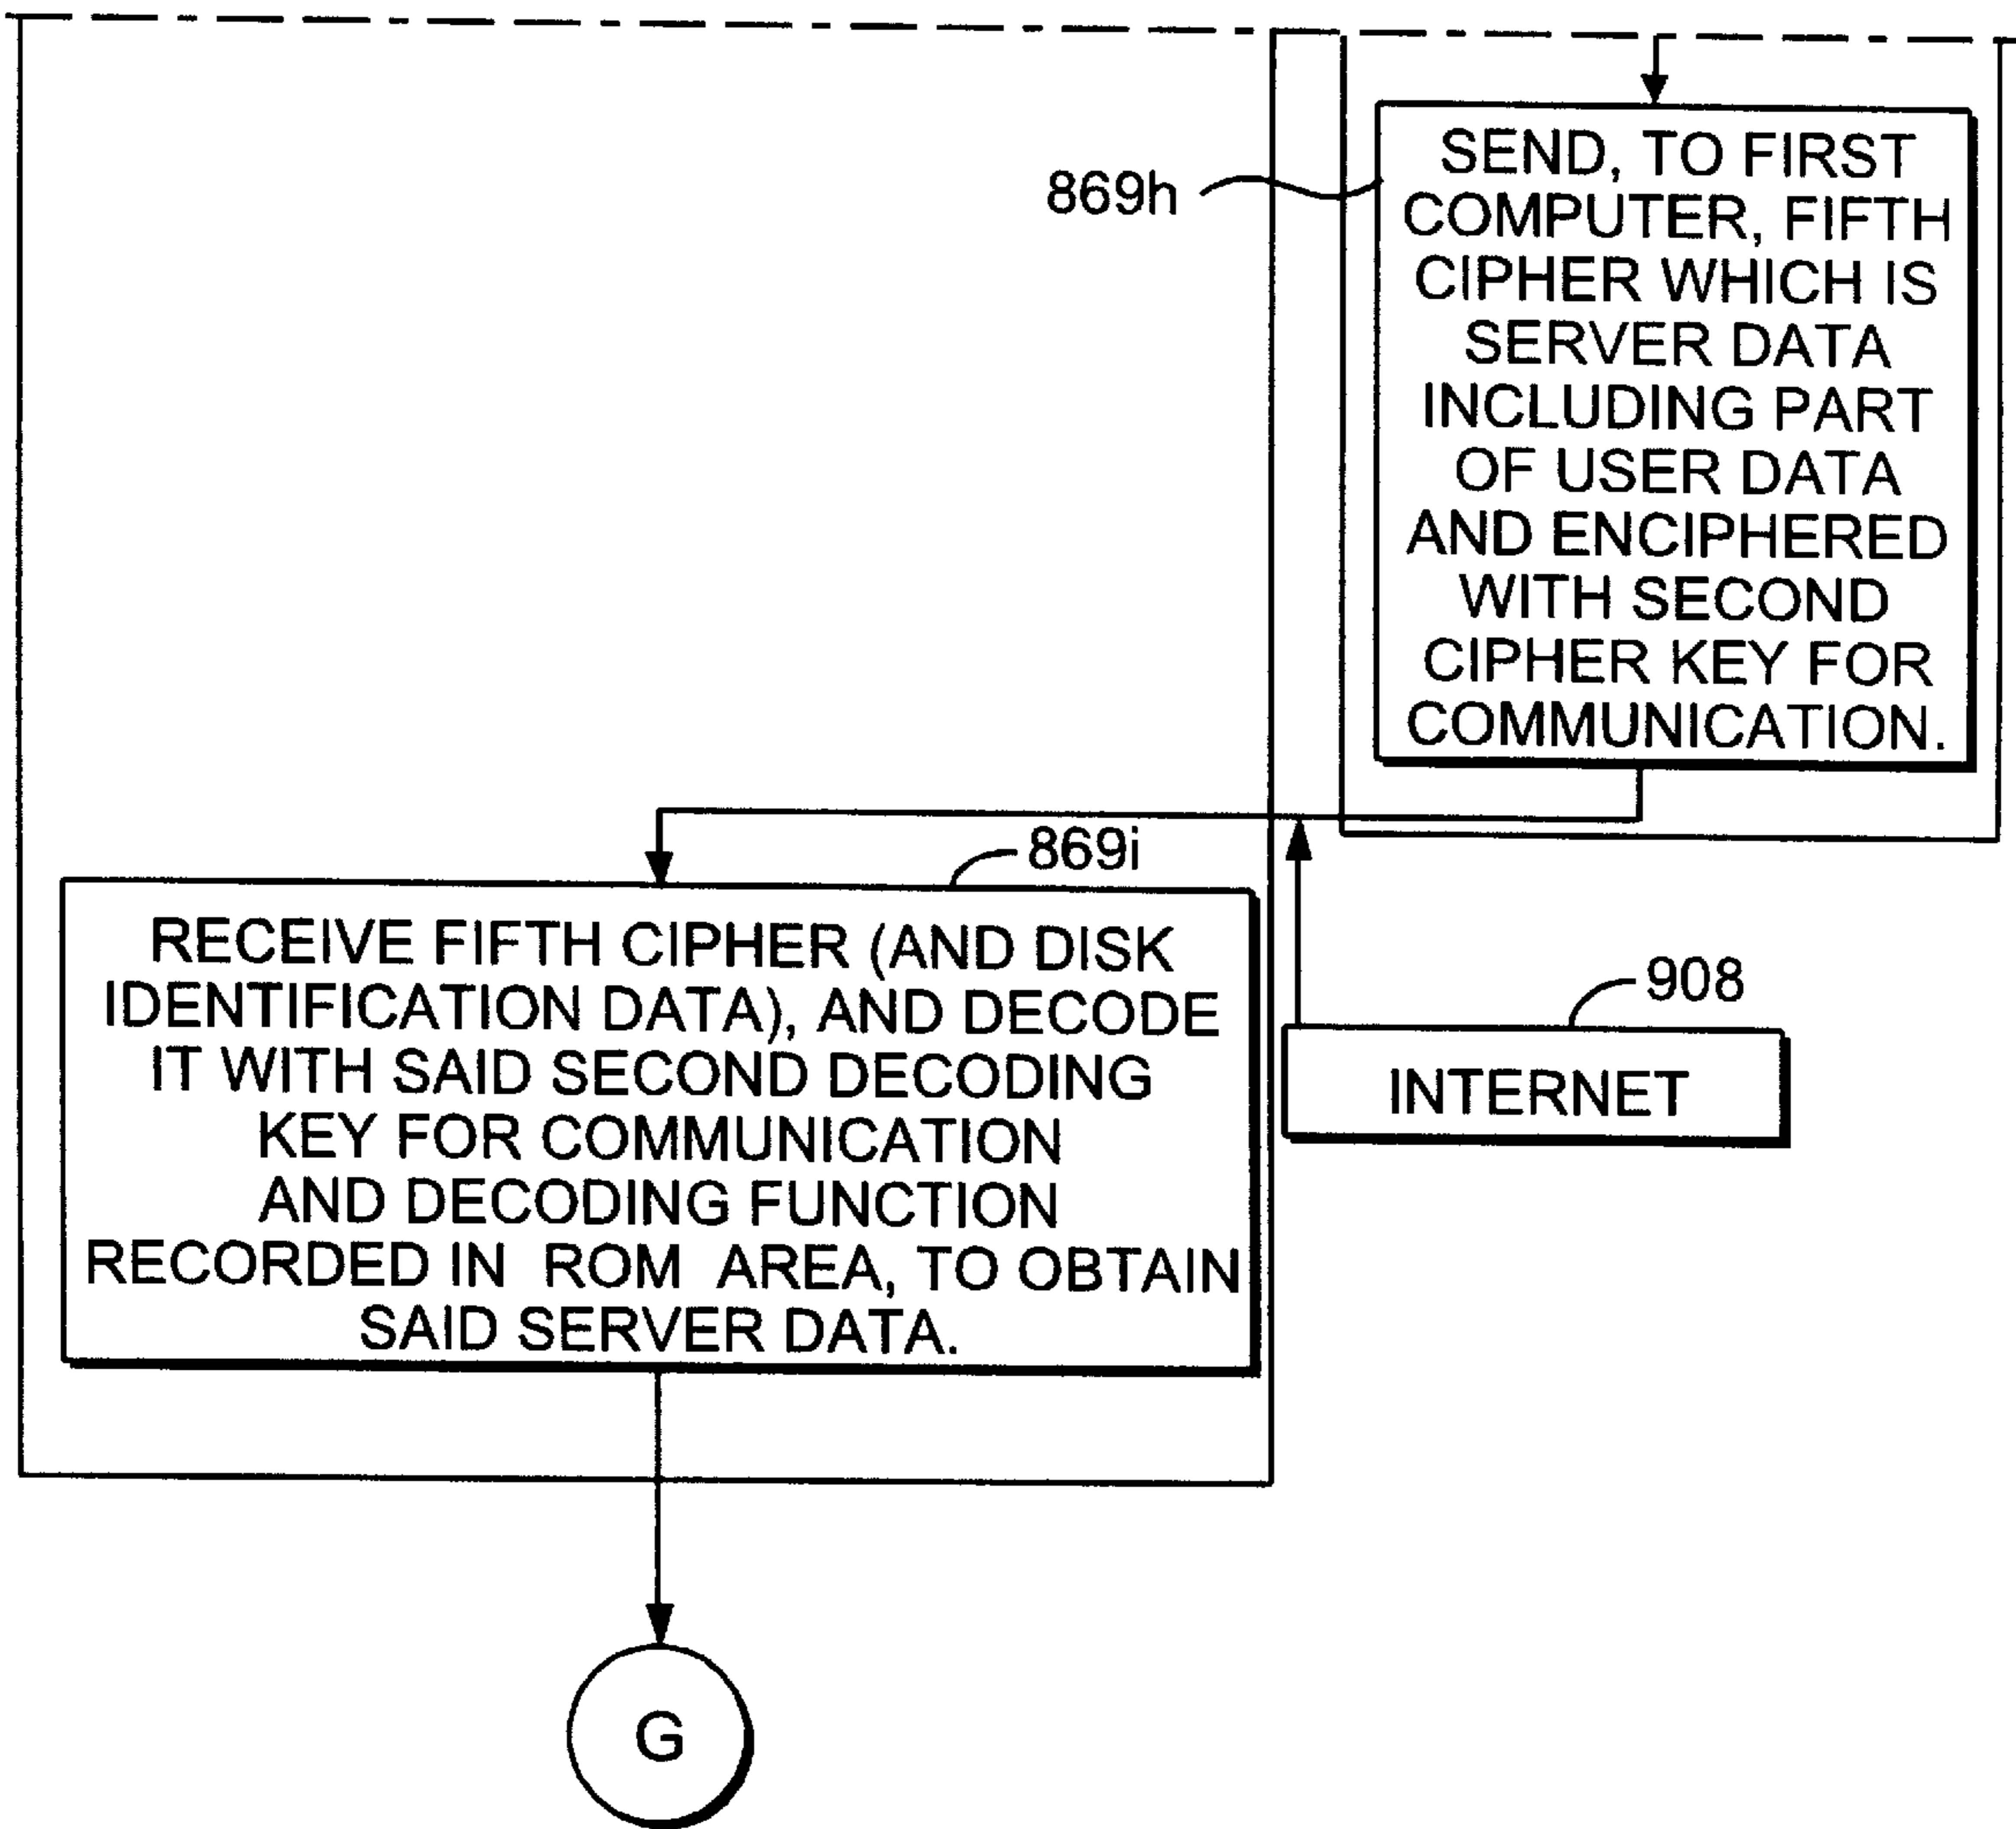 869h
SEND, TO FIRST
COMPUTER, FIFTH
CIPHER WHICH IS
SERVER DATA
INCLUDING PART
OF USER DATA
AND ENCIPHERED
WITH SECOND
CIPHER KEY FOR
COMMUNICATION.
869i
RECEIVE FIFTH CIPHER (AND DISK
IDENTIFICATION DATA), AND DECODE
IT WITH SAID SECOND DECODING
KEY FOR COMMUNICATION
AND DECODING FUNCTION
RECORDED IN ROM AREA, TO OBTAIN
SAID SERVER DATA.
908
INTERNET
G